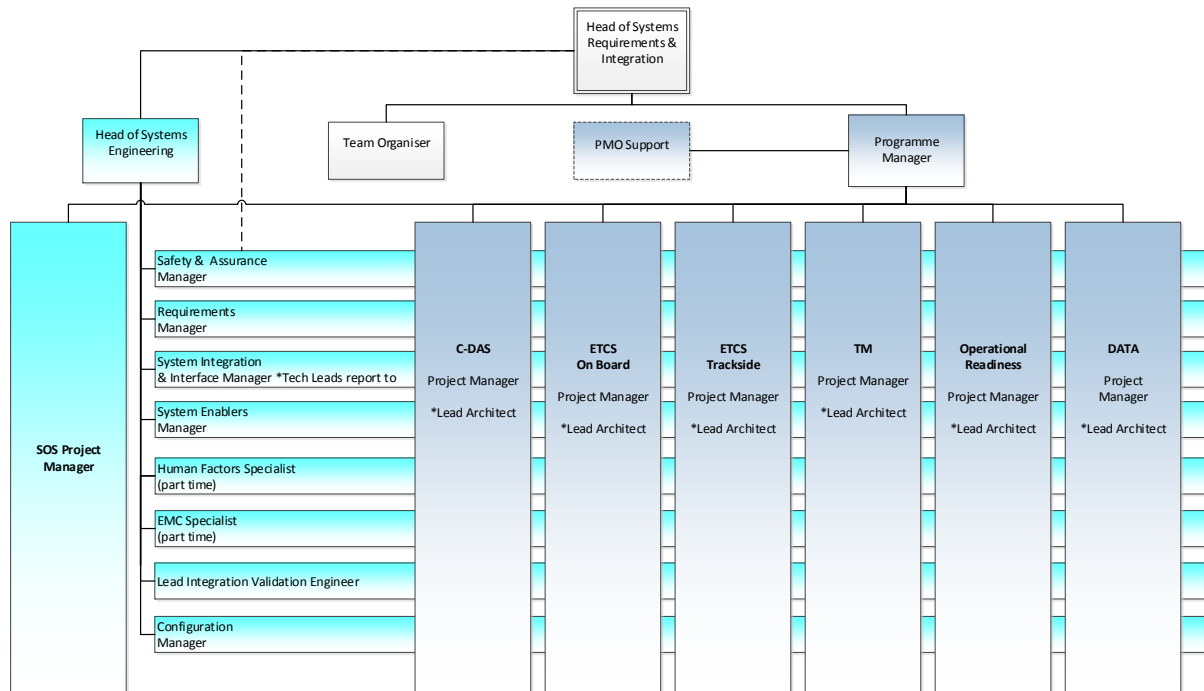 Head of Systems
Requirements &
Integration
Head of Systems
Engineering
Team Organiser
PMO Support
Programme
Manager
SOS Project
Manager
Safety & Assurance
Manager
Requirements
Manager
System Integration
& Interface Manager *Tech Leads report to
System Enablers
Manager
Human Factors Specialist
(part time)
EMC Specialist
(part time)
Lead Integration Validation Engineer
Configuration
Manager
C-DAS
Project Manager
*Lead Architect
ETCS
On Board
Project Manager
*Lead Architect
ETCS
Trackside
Project Manager
*Lead Architect
TM
Project Manager
*Lead Architect
Operational
Readiness
Project Manager
*Lead Architect
DATA
Project
Manager
*Lead Architect